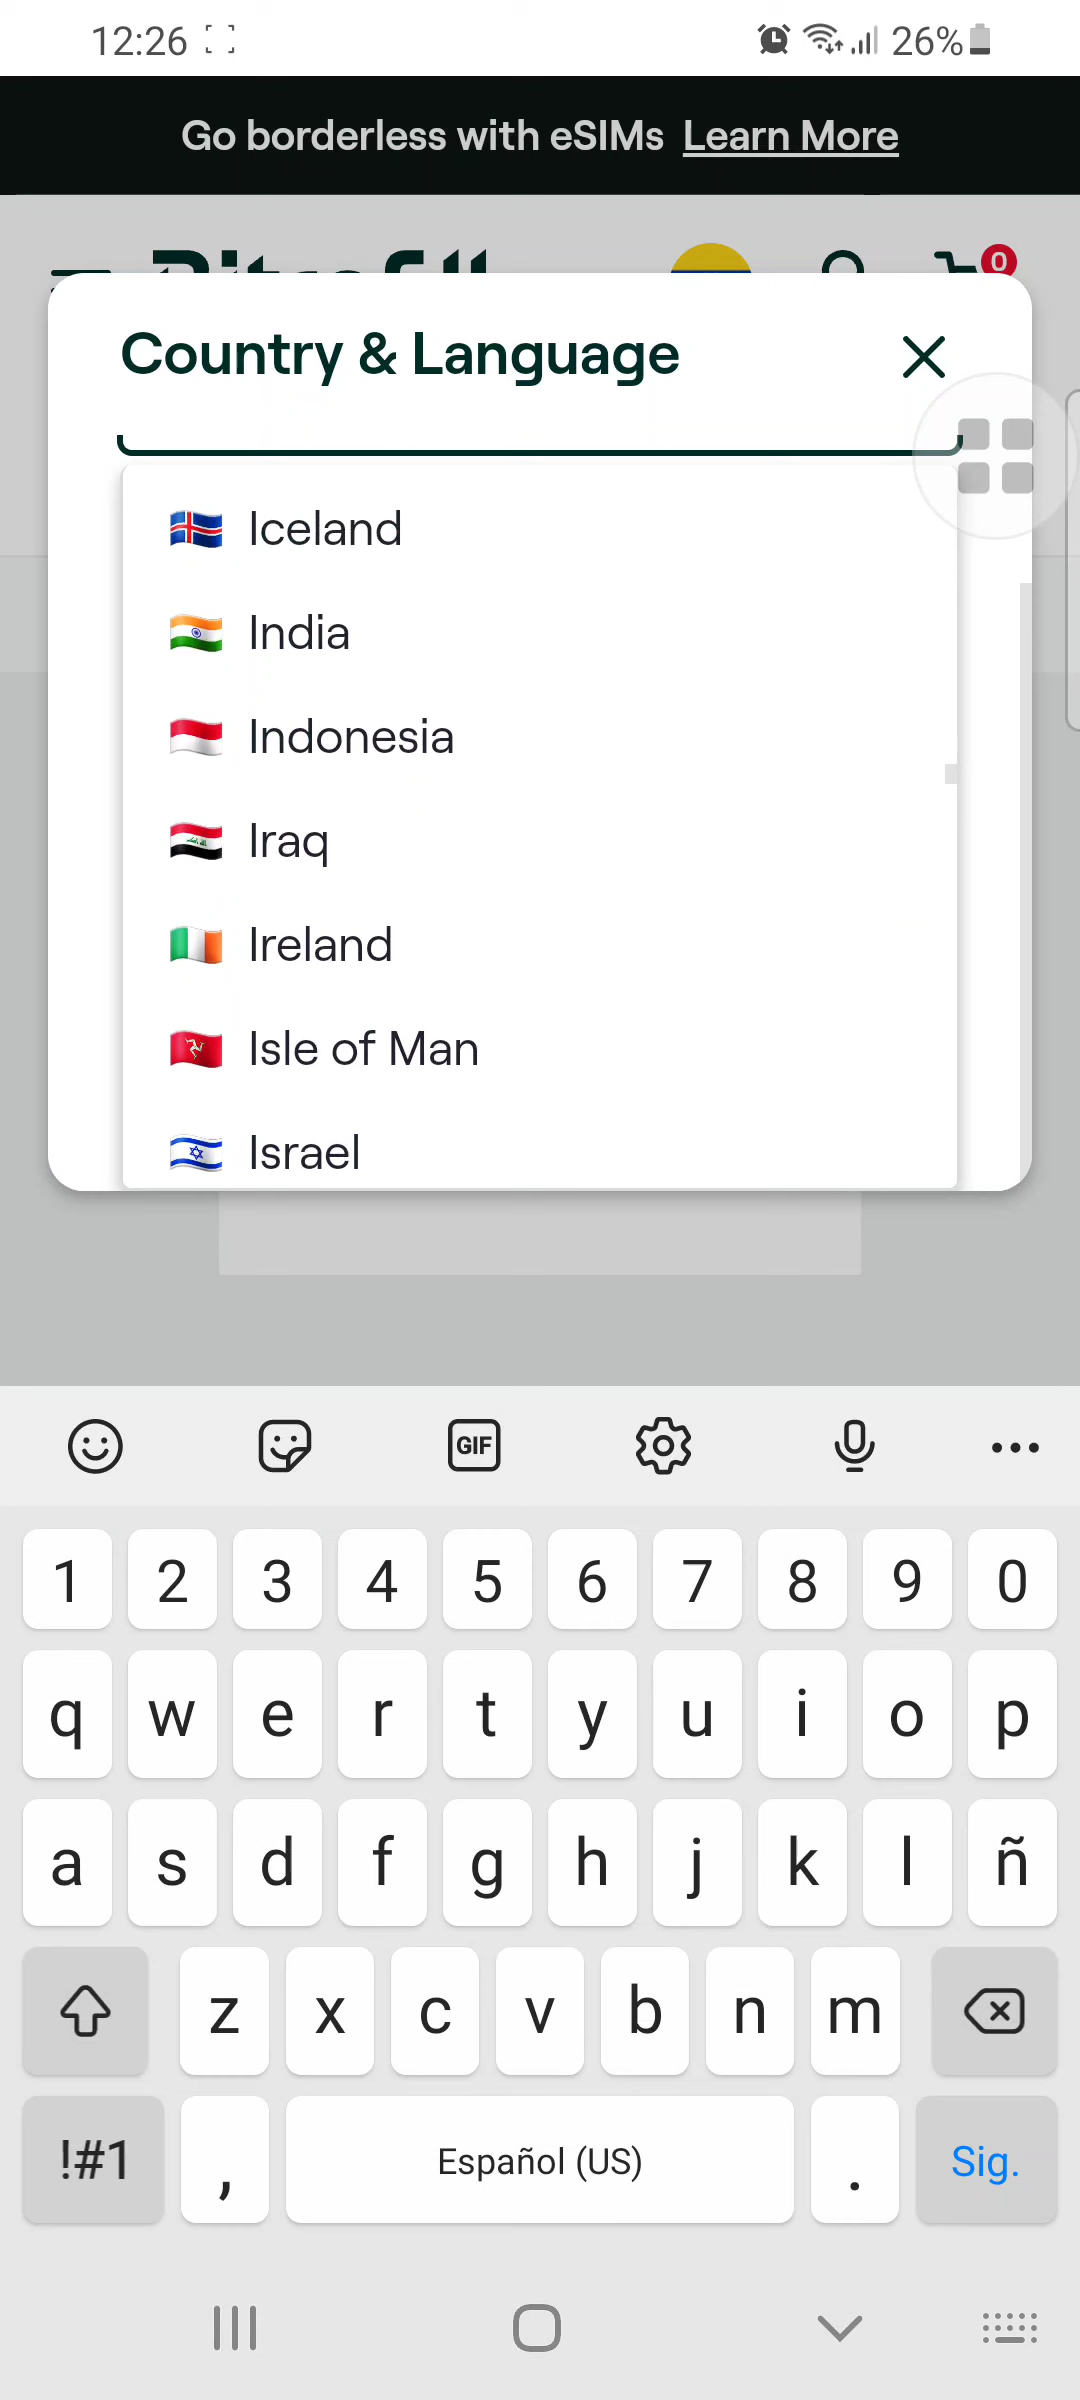 12:26
26%
Go borderless with eSIMs Learn More
0
Country & Language
Iceland
India
Indonesia
Iraq
Ireland
Isle of Man
Israel
GIF
1 2 3 4 5 6 7 8 9 0
q w e r t y u i o p
a s d f g h j k l ñ
z x c v b n m
!#1 , Español (US) . Sig.